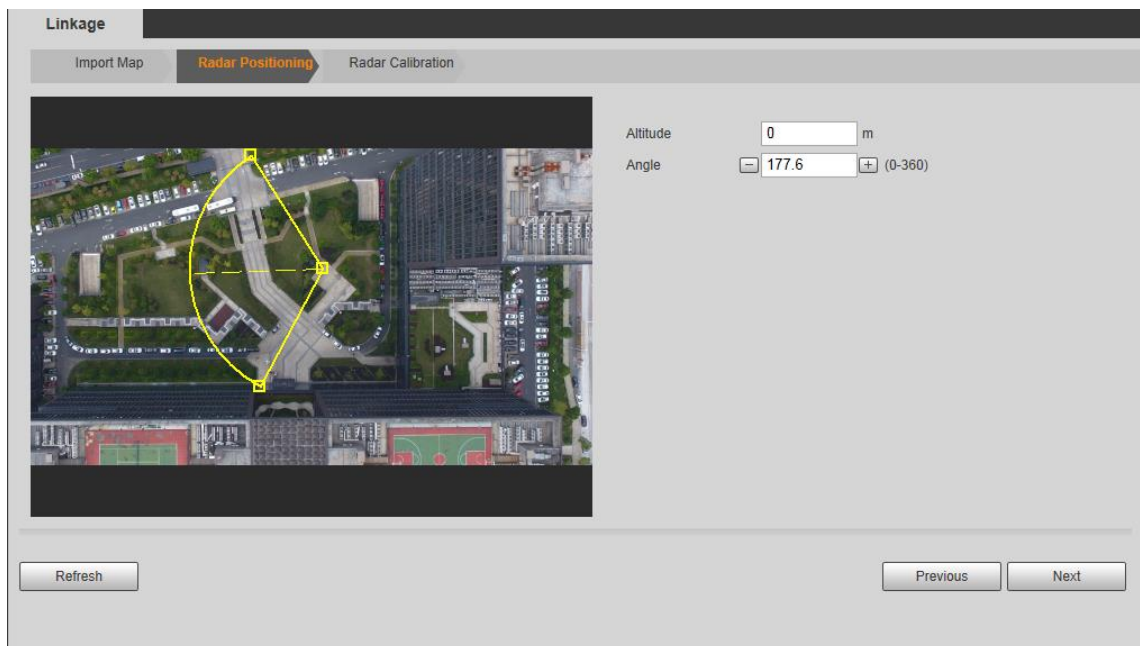 Linkage
Import Map Radar Positioning Radar Calibration
Altitude 0 m
Angle − 177.6 + (0-360)
Refresh Previous Next